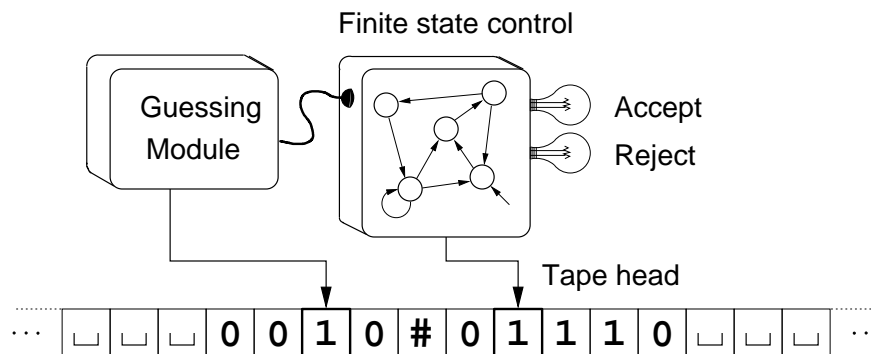 Finite state control
Guessing
Module
Accept
Reject
Tape head
... ␣ ␣ ␣ 0 0 1 0 # 0 1 1 1 0 ␣ ␣ ␣ ...